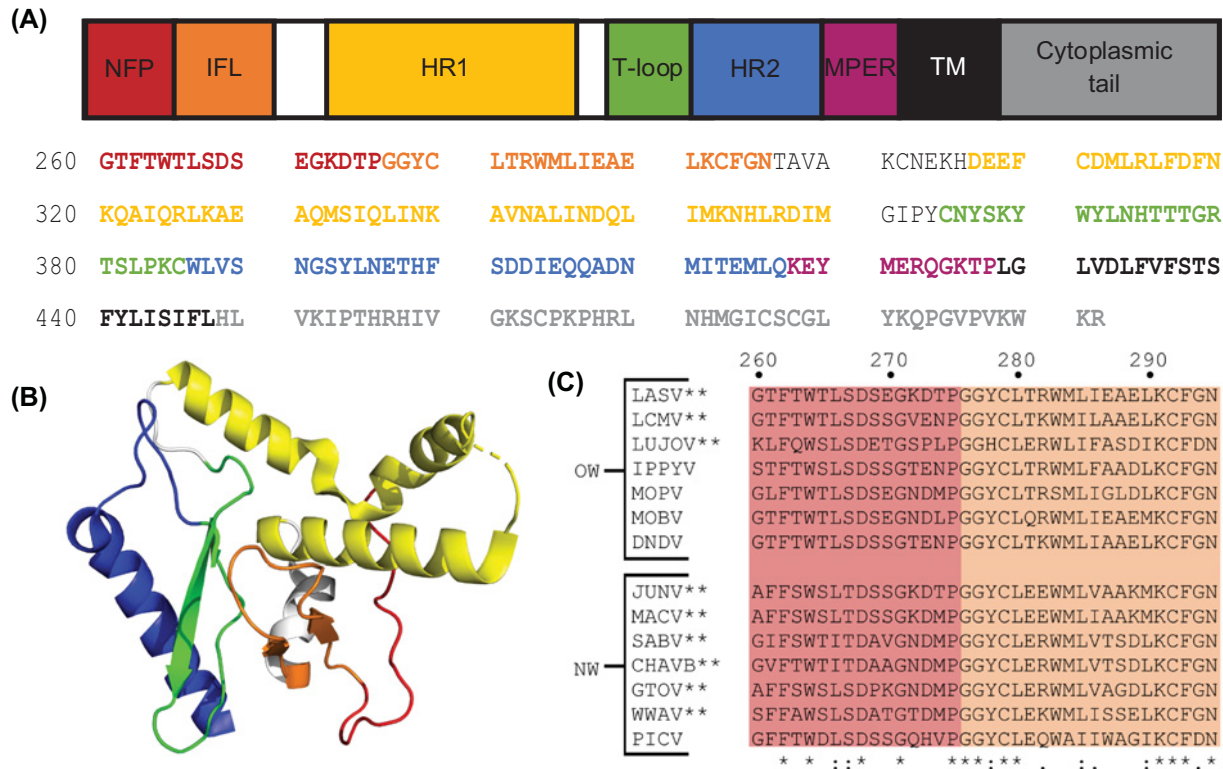 (A)
NFP IFL HR1 T-loop HR2 MPER TM Cytoplasmic tail
260 GTFTWTLSDS EGKDTPGGYC LTRWMLIEAE LKCFGNTAVA KCNEKHDEEF CDMLRLFDFN
320 KQAIQRLKAE AQMSIQLINK AVNALINDQL IMKNHLRDIM GIPYCNYSKY WYLNHTTTGR
380 TSLPKCWLVS NGSYLNETHF SDDIEQQADN MITEMLQKEY MERQGKTPLG LVDLFVFSTS
440 FYLISIFLHL VKIPTHRHIV GKSCPKPHRL NHMGICSCGL YKQPGVPVKW KR
(B)
(C)
260 270 280 290
OW
LASV** GTFTWTLSDSEGKDTPGGYCLTRWMLIEAELKCFGN
LCMV** GTFTWTLSDSSGVENPGGYCLTKWMILAAELKCFGN
LUJOV** KLFQWSLSDETGSPLPGGHCLERWLIFASDIKCFDN
IPPYV STFTWSLSDSSGTENPGGYCLTKWMLFAADLKCFGN
MOPV GLFTWTLSDSEGNDMPGGYCLTRSMLIGLDLKCFGN
MOBV GTFTWTLSDSEGNDLPGGYCLQRWMLIEAEMKCFGN
DNDV GTFTWTLSDSSGTENPGGYCLTKWMLIAAELKCFGN
NW
JUNV** AFFSWSLTDSSGKDTPGGYCLEEWMLVAAKMKCFGN
MACV** AFFSWSLTDSSGKDMPGGYCLEEWMLIAAKMKCFGN
SABV** GIFSWTITDAVGNDMPGGYCLERWMLVTSDLKCFGN
CHAVB** GVFTWTITDAAGNDMPGGYCLERWMLVTSDLKCFGN
GTOV** AFFSWSLSDPKGNDMPGGYCLERWMLVAGDLKCFGN
WWAV** SFFAWSLSDATGTDMPGGYCLEKWMLISSELKCFGN
PICV GFFTWDLSDSSGQHVPGGYCLEQWAIIWAGIKCFDN
* * :: * * ***:** . :. ****.*